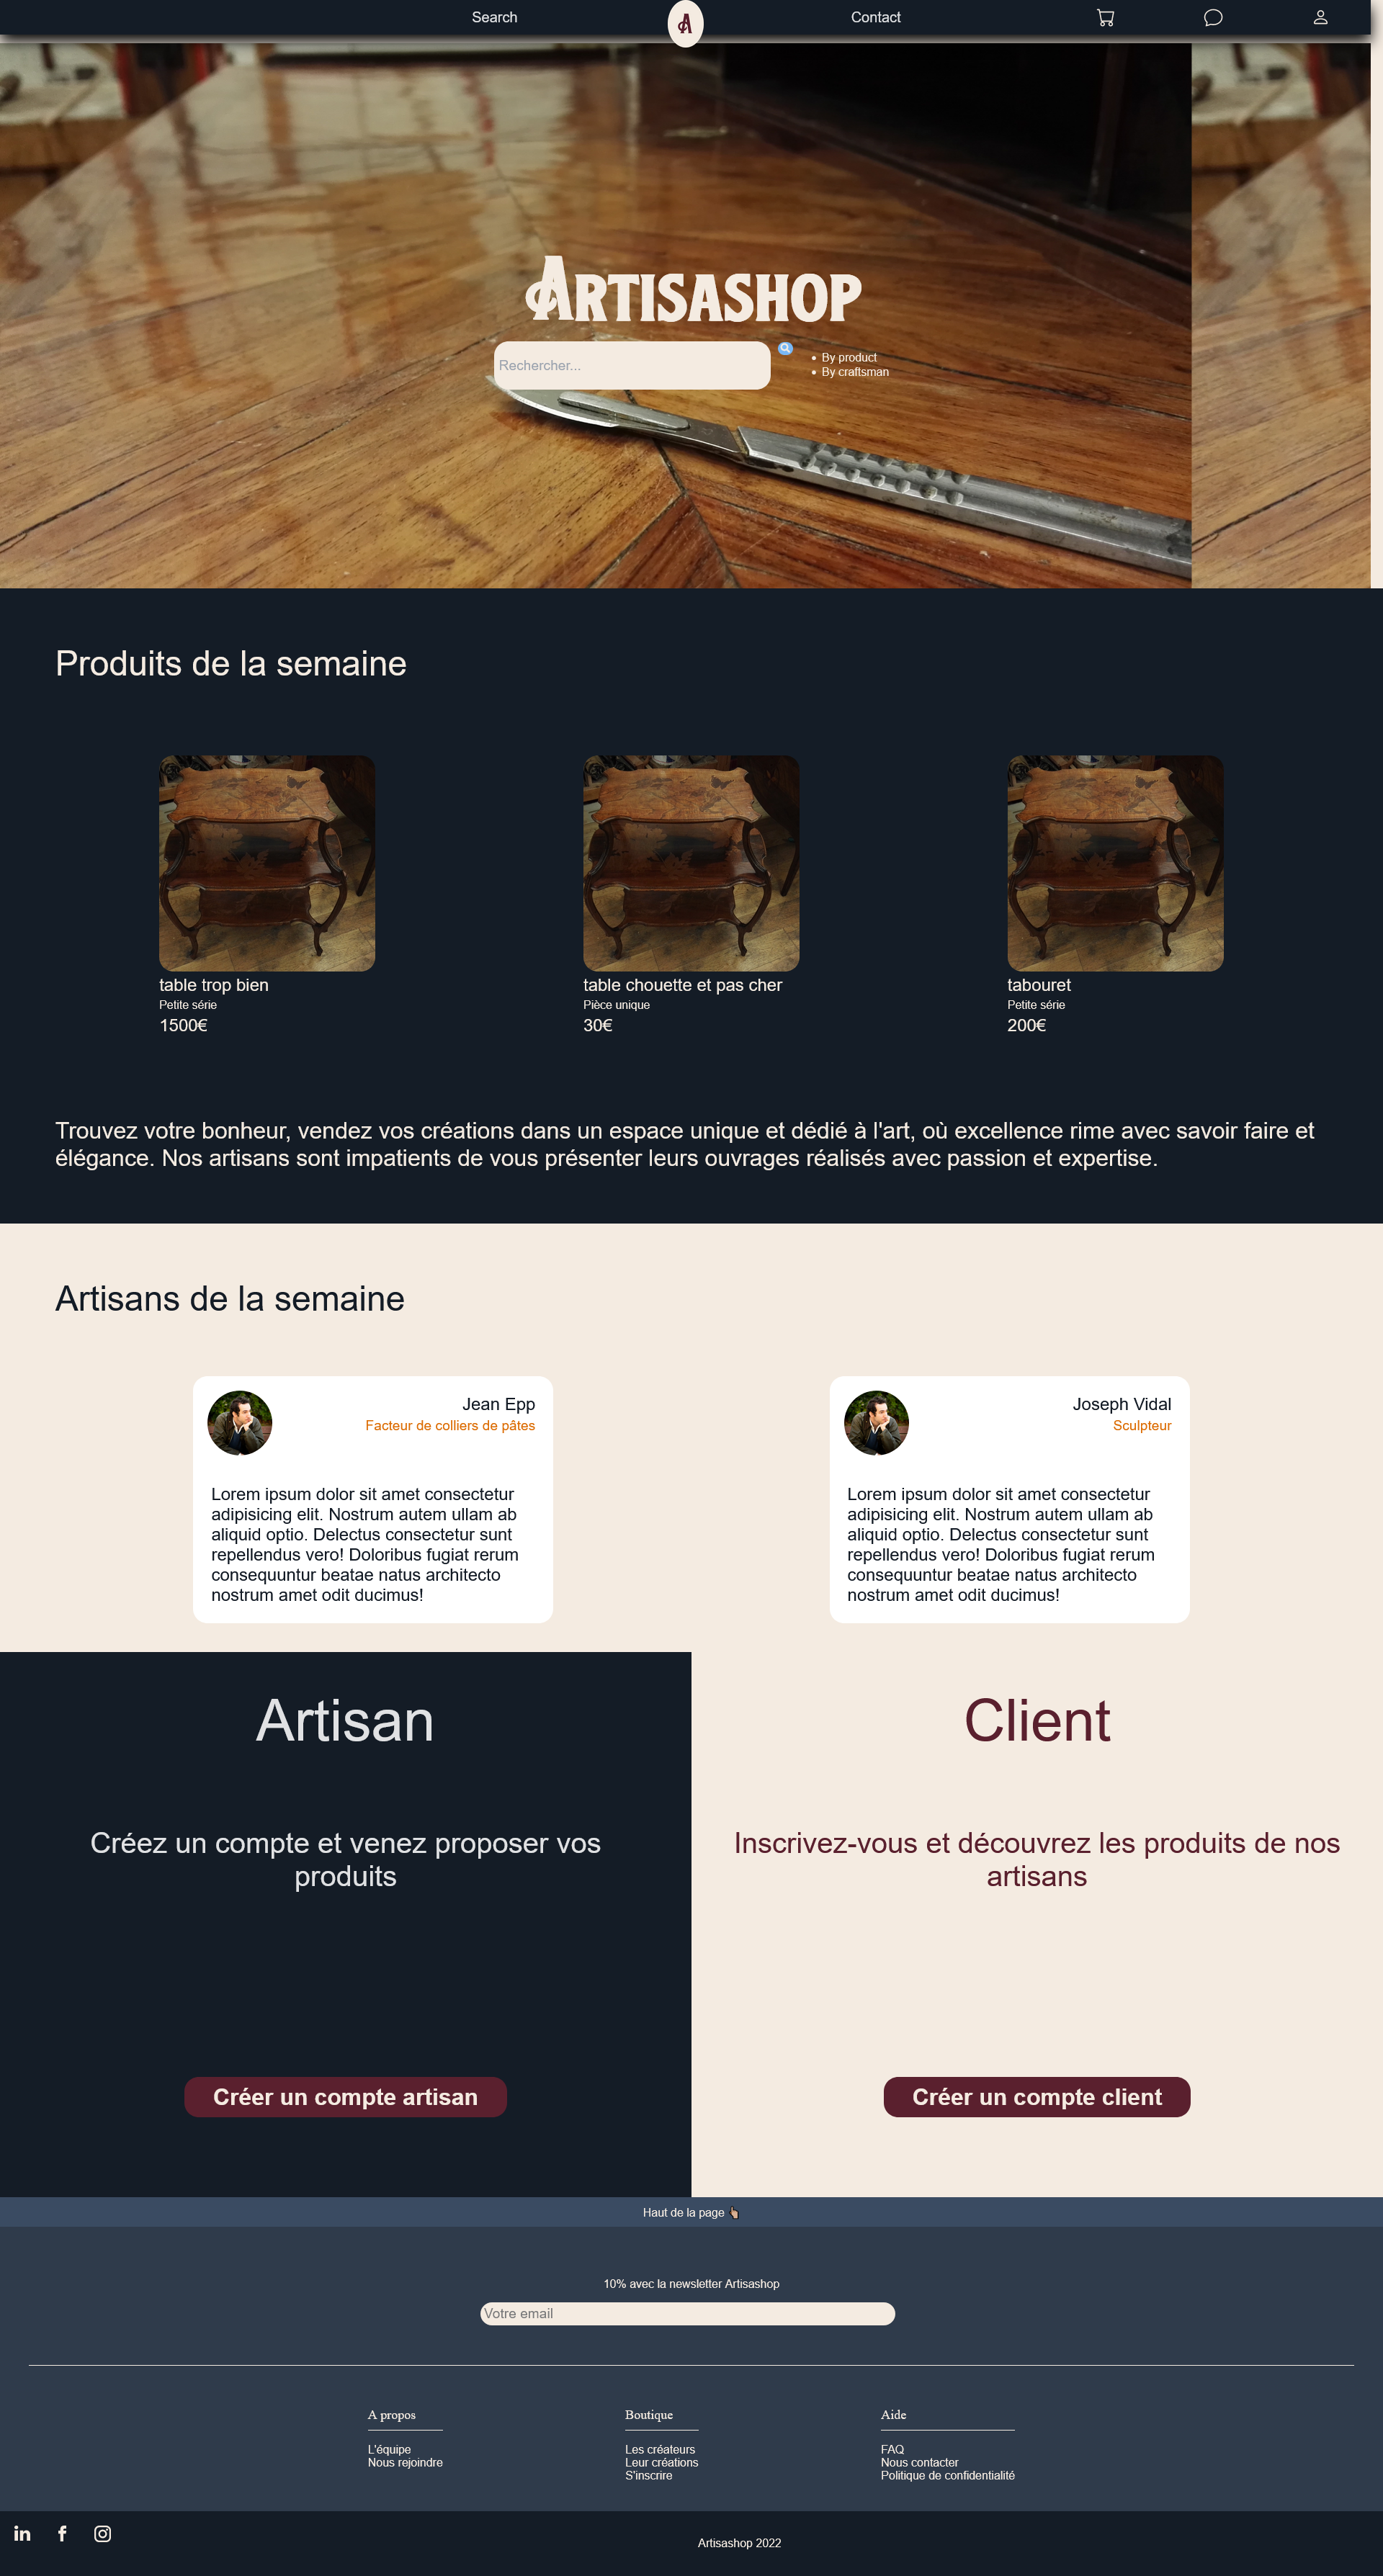 Search
A
Contact
ARTISASHOP
Rechercher...
By product
By craftsman
Produits de la semaine
table trop bien
Petite série
1500€
table chouette et pas cher
Pièce unique
30€
tabouret
Petite série
200€
Trouvez votre bonheur, vendez vos créations dans un espace unique et dédié à l'art, où excellence rime avec savoir faire et
élégance. Nos artisans sont impatients de vous présenter leurs ouvrages réalisés avec passion et expertise.
Artisans de la semaine
Jean Epp
Facteur de colliers de pâtes
Lorem ipsum dolor sit amet consectetur
adipisicing elit. Nostrum autem ullam ab
aliquid optio. Delectus consectetur sunt
repellendus vero! Doloribus fugiat rerum
consequuntur beatae natus architecto
nostrum amet odit ducimus!
Joseph Vidal
Sculpteur
Lorem ipsum dolor sit amet consectetur
adipisicing elit. Nostrum autem ullam ab
aliquid optio. Delectus consectetur sunt
repellendus vero! Doloribus fugiat rerum
consequuntur beatae natus architecto
nostrum amet odit ducimus!
Artisan
Créez un compte et venez proposer vos
produits
Créer un compte artisan
Client
Inscrivez-vous et découvrez les produits de nos
artisans
Créer un compte client
Haut de la page
10% avec la newsletter Artisashop
Votre email
A propos
L'équipe
Nous rejoindre
Boutique
Les créateurs
Leur créations
S'inscrire
Aide
FAQ
Nous contacter
Politique de confidentialité
Artisashop 2022